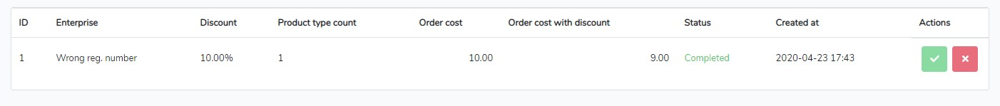 ID Enterprise Discount Product type count Order cost Order cost with discount Status Created at Actions
1 Wrong reg. number 10.00% 1 10.00 9.00 Completed 2020-04-23 17:43